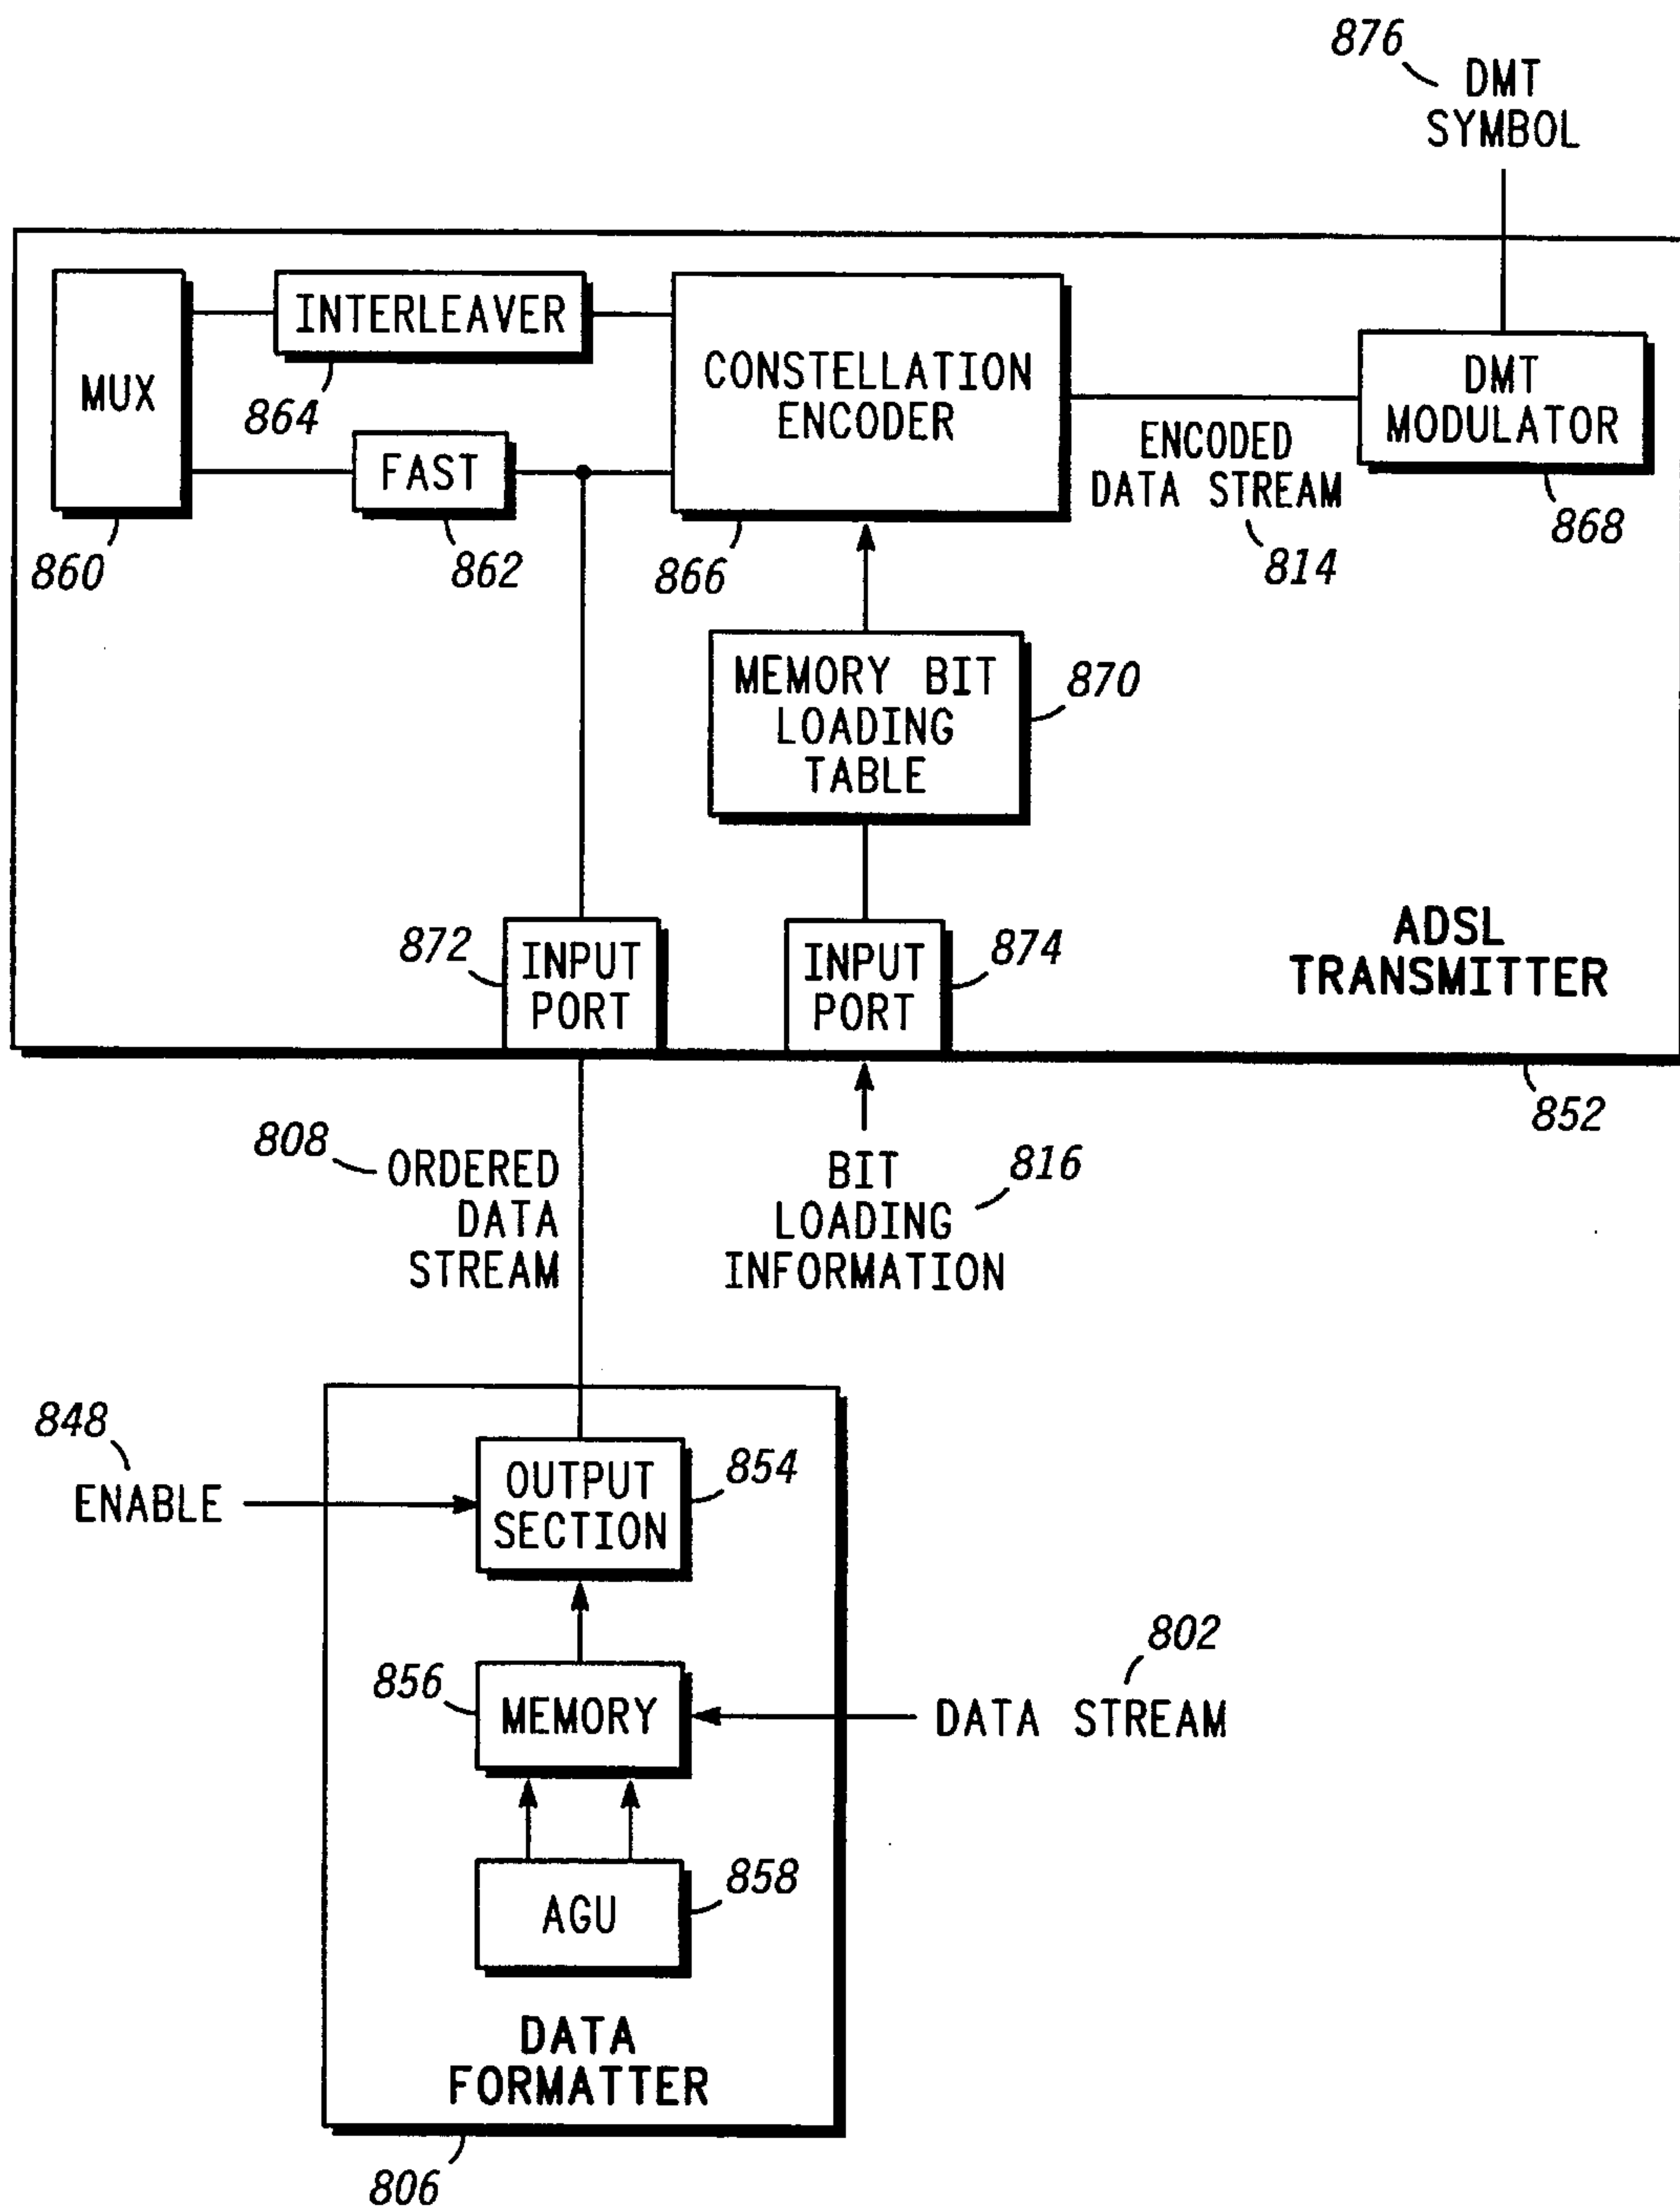 876
DMT
SYMBOL
MUX
INTERLEAVER
CONSTELLATION
ENCODER
DMT
MODULATOR
864
FAST
ENCODED
DATA STREAM
860
862
866
814
868
MEMORY BIT
LOADING
TABLE
870
872
INPUT
PORT
INPUT
PORT
874
ADSL
TRANSMITTER
852
808
ORDERED
DATA
STREAM
BIT
LOADING
INFORMATION
816
848
ENABLE
OUTPUT
SECTION
854
802
856
MEMORY
DATA STREAM
AGU
858
DATA
FORMATTER
806